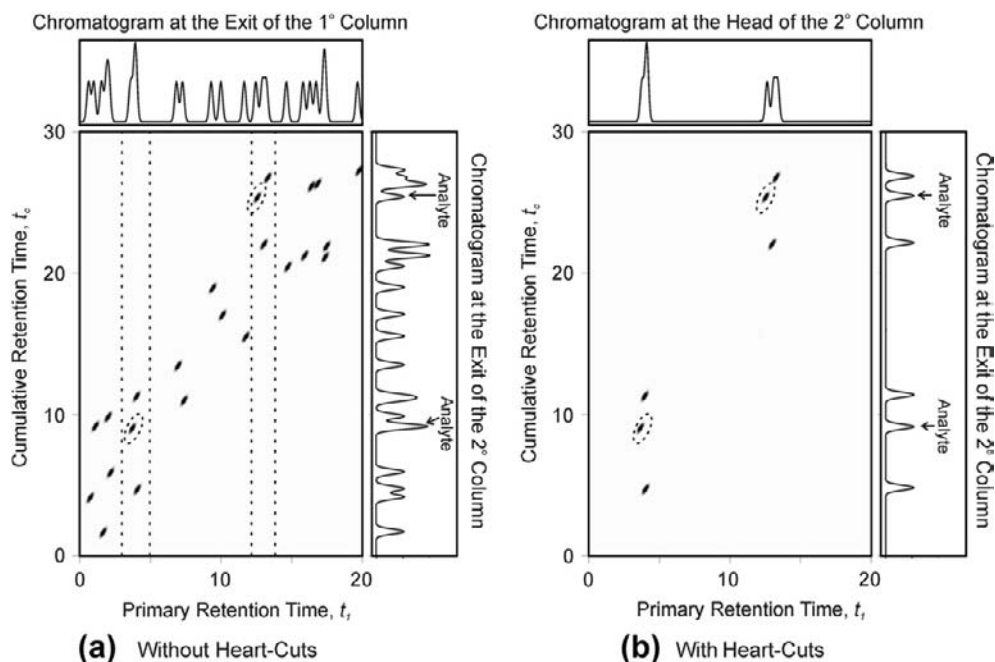 Chromatogram at the Exit of the 1° Column
30
20
10
0
Cumulative Retention Time, tc
Analyte
Analyte
Chromatogram at the Exit of the 2° Column
0
10
20
Primary Retention Time, t1
(a) Without Heart-Cuts
Chromatogram at the Head of the 2° Column
30
20
10
0
Cumulative Retention Time, tc
Analyte
Analyte
Chromatogram at the Exit of the 2° Column
0
10
20
Primary Retention Time, t1
(b) With Heart-Cuts